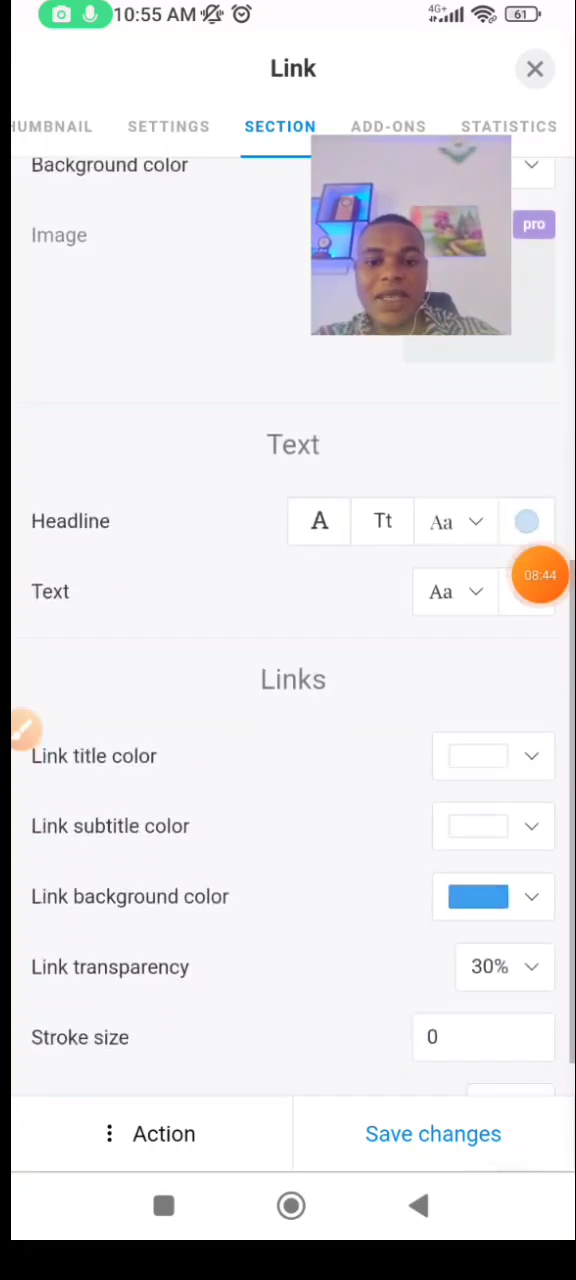 10:55 AM
4G+
61
Link
HUMBNAIL SETTINGS SECTION ADD-ONS STATISTICS
Background color
Image
pro
Text
Headline A Tt Aa
08:44
Text Aa
Links
Link title color
Link subtitle color
Link background color
Link transparency 30%
Stroke size 0
Action Save changes